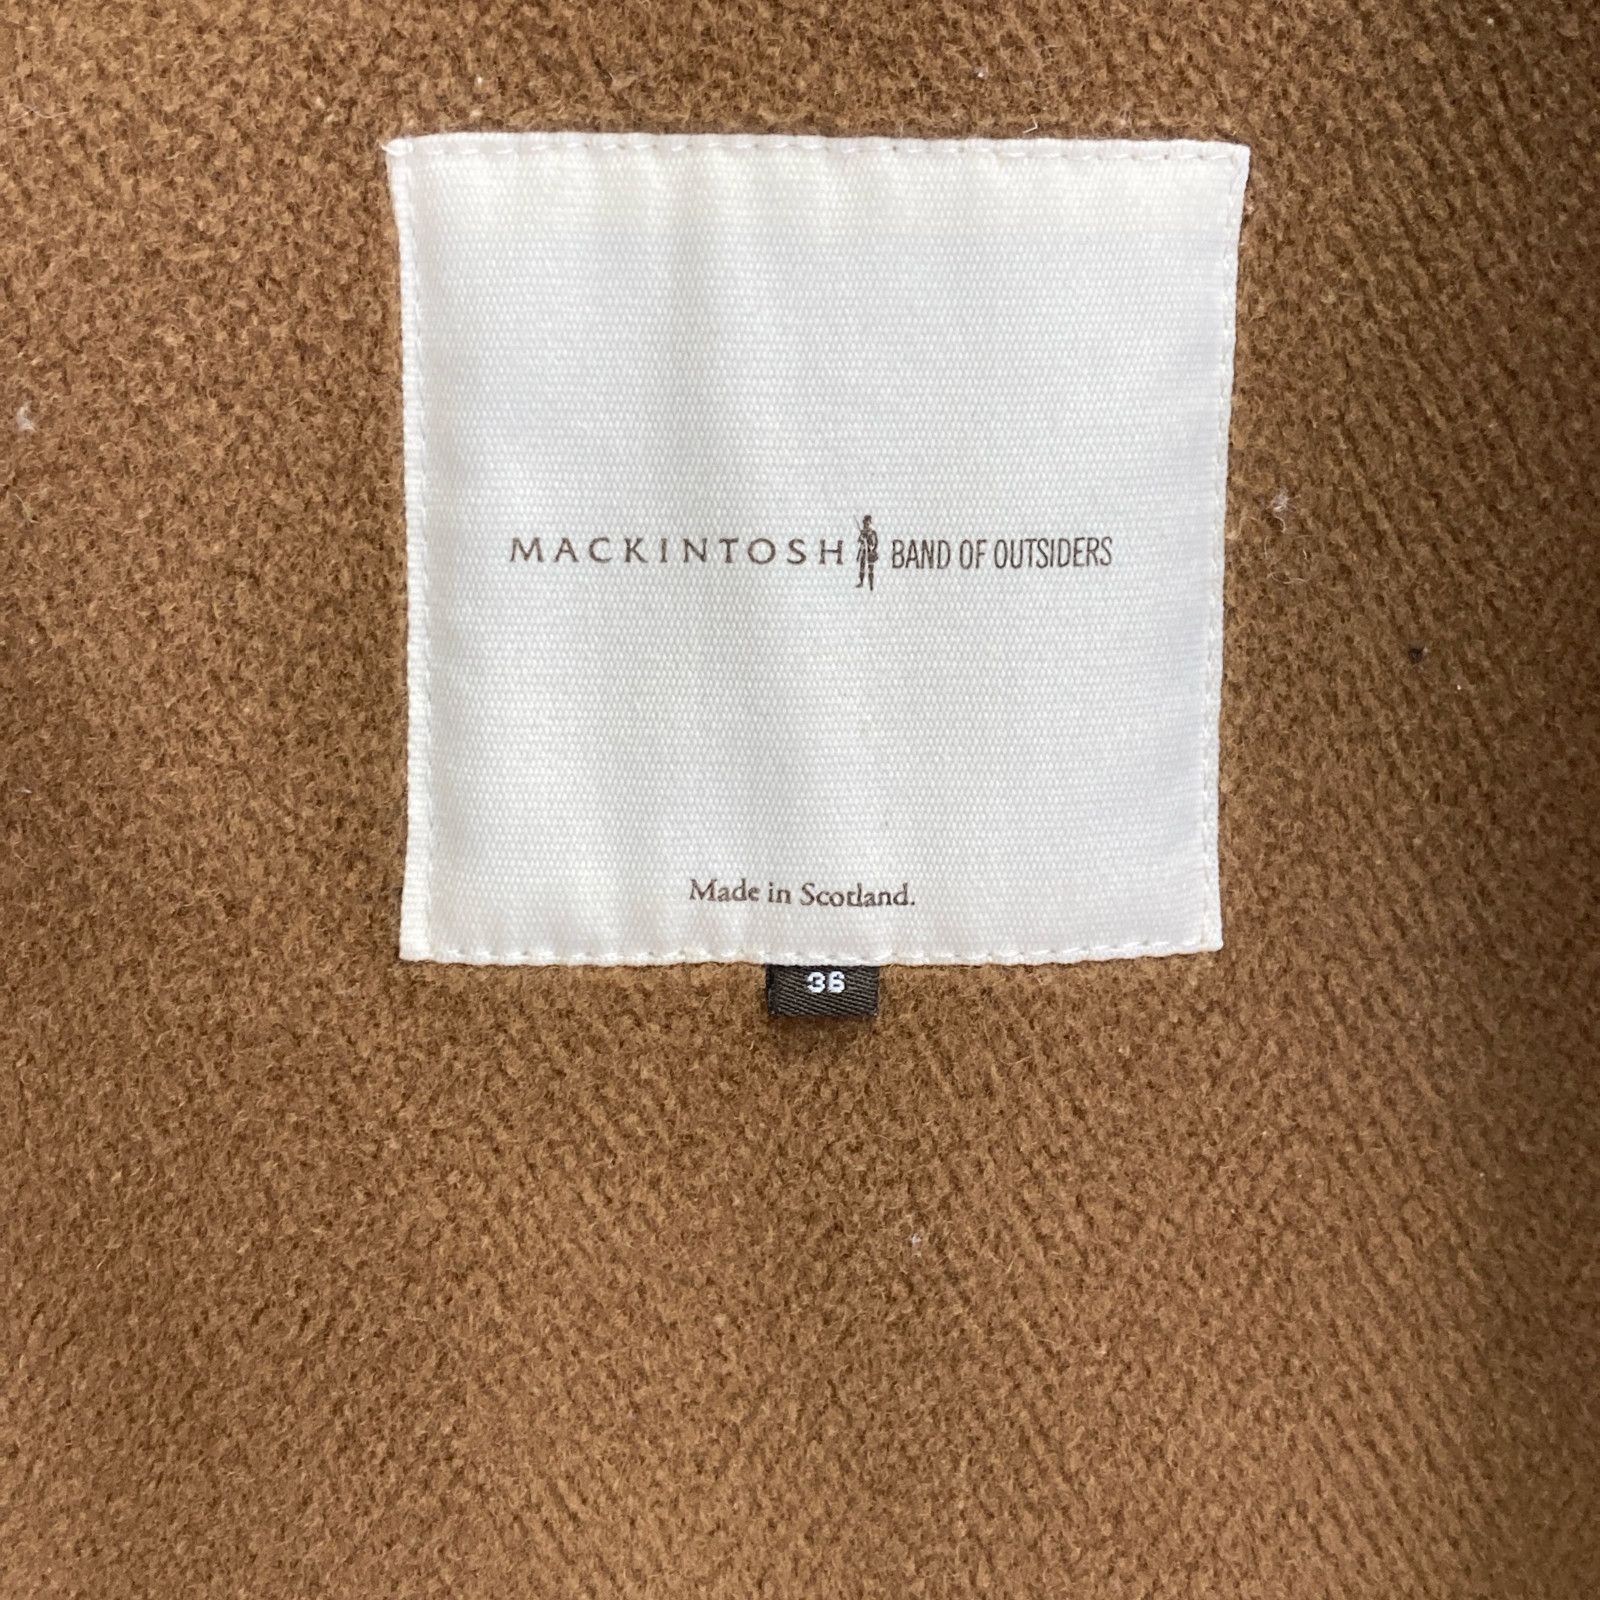 MACKINTOSH BAND OF OUTSIDERS
Made in Scotland.
36